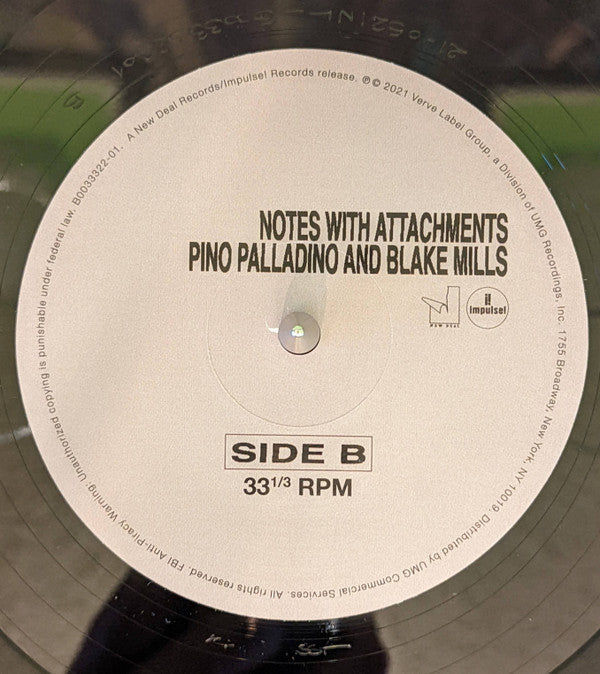 A New Deal Records/Impulse! Records release. ℗ © 2021 Verve Label Group, a Division of UMG Recordings, Inc. 1755 Broadway, New York, NY 10019. Distributed by UMG Commercial Services. All rights reserved. FBI Anti-Piracy Warning: Unauthorized copying is punishable under federal law. B0033322-01.
NOTES WITH ATTACHMENTS
PINO PALLADINO AND BLAKE MILLS
NEW DEAL
impulse!
SIDE B
33 1/3 RPM